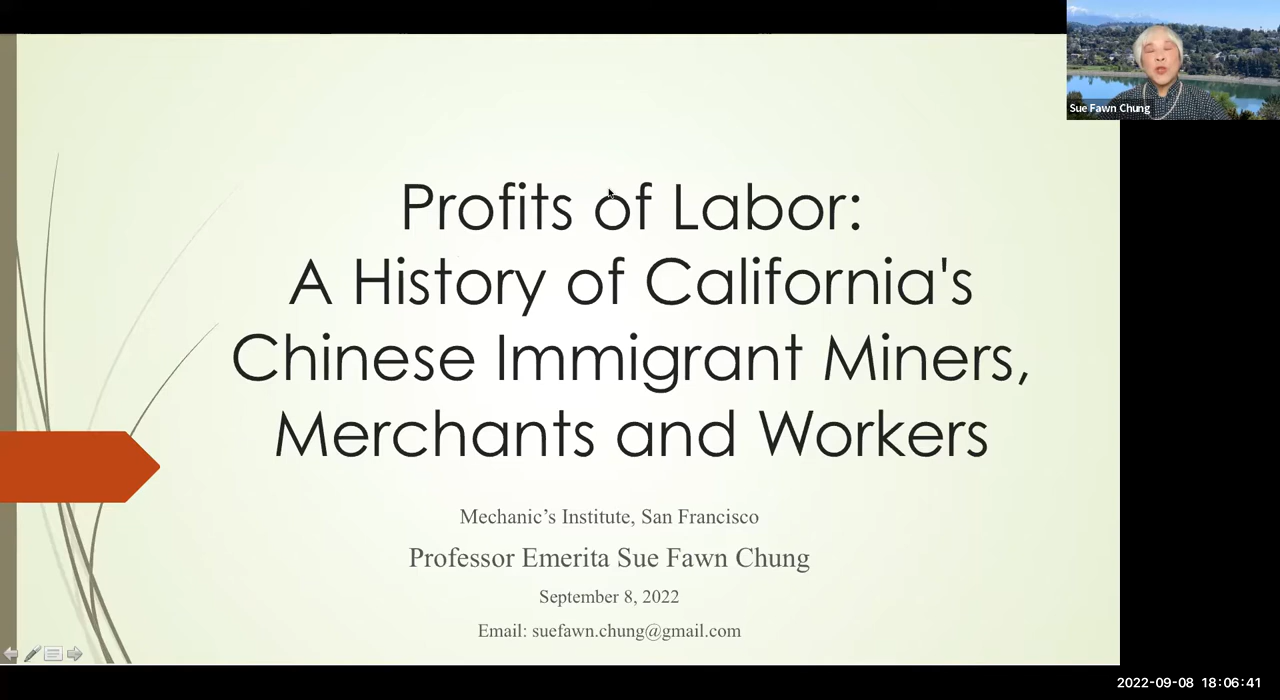 Profits of Labor:
A History of California's
Chinese Immigrant Miners,
Merchants and Workers
Mechanic’s Institute, San Francisco
Professor Emerita Sue Fawn Chung
September 8, 2022
Email: suefawn.chung@gmail.com
Sue Fawn Chung
2022-09-08 18:06:41